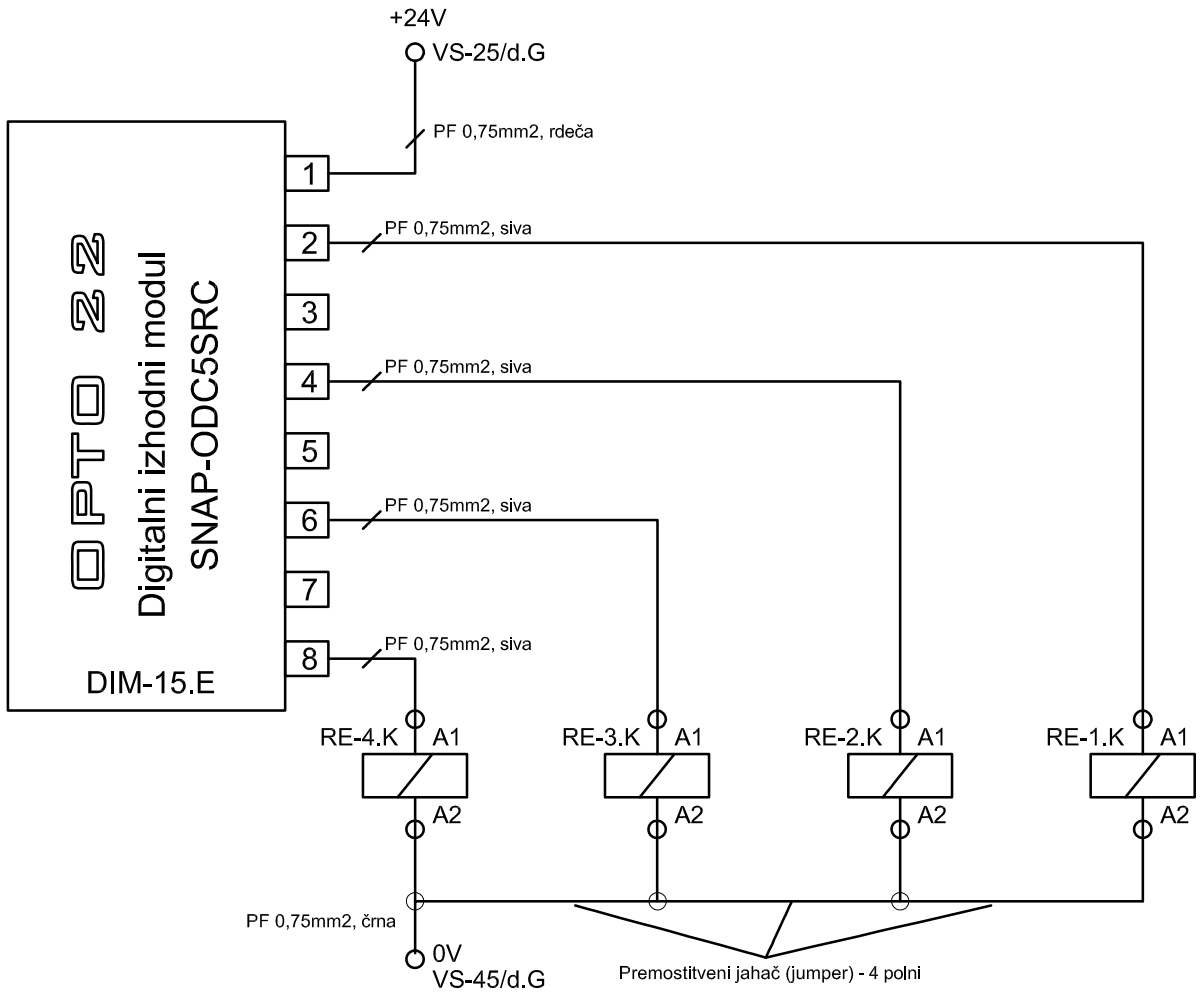 +24V
VS-25/d.G
PF 0,75mm2, rdeča
1
PF 0,75mm2, siva
2
3
PF 0,75mm2, siva
4
5
PF 0,75mm2, siva
6
7
PF 0,75mm2, siva
8
OPTO 22
Digitalni izhodni modul
SNAP-ODC5SRC
DIM-15.E
RE-4.K A1
RE-3.K A1
RE-2.K A1
RE-1.K A1
A2
A2
A2
A2
PF 0,75mm2, črna
0V
VS-45/d.G
Premostitveni jahač (jumper) - 4 polni